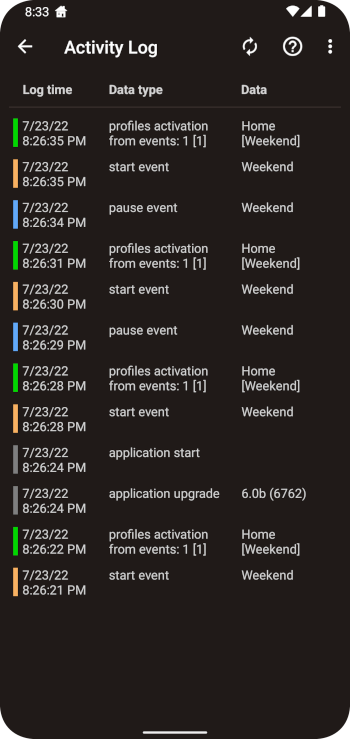 8:33
Activity Log
Log time Data type Data
7/23/22 profiles activation Home
8:26:35 PM from events: 1 [1] [Weekend]
7/23/22 start event Weekend
8:26:35 PM
7/23/22 pause event Weekend
8:26:34 PM
7/23/22 profiles activation Home
8:26:31 PM from events: 1 [1] [Weekend]
7/23/22 start event Weekend
8:26:30 PM
7/23/22 pause event Weekend
8:26:29 PM
7/23/22 profiles activation Home
8:26:28 PM from events: 1 [1] [Weekend]
7/23/22 start event Weekend
8:26:28 PM
7/23/22 application start
8:26:24 PM
7/23/22 application upgrade 6.0b (6762)
8:26:24 PM
7/23/22 profiles activation Home
8:26:22 PM from events: 1 [1] [Weekend]
7/23/22 start event Weekend
8:26:21 PM